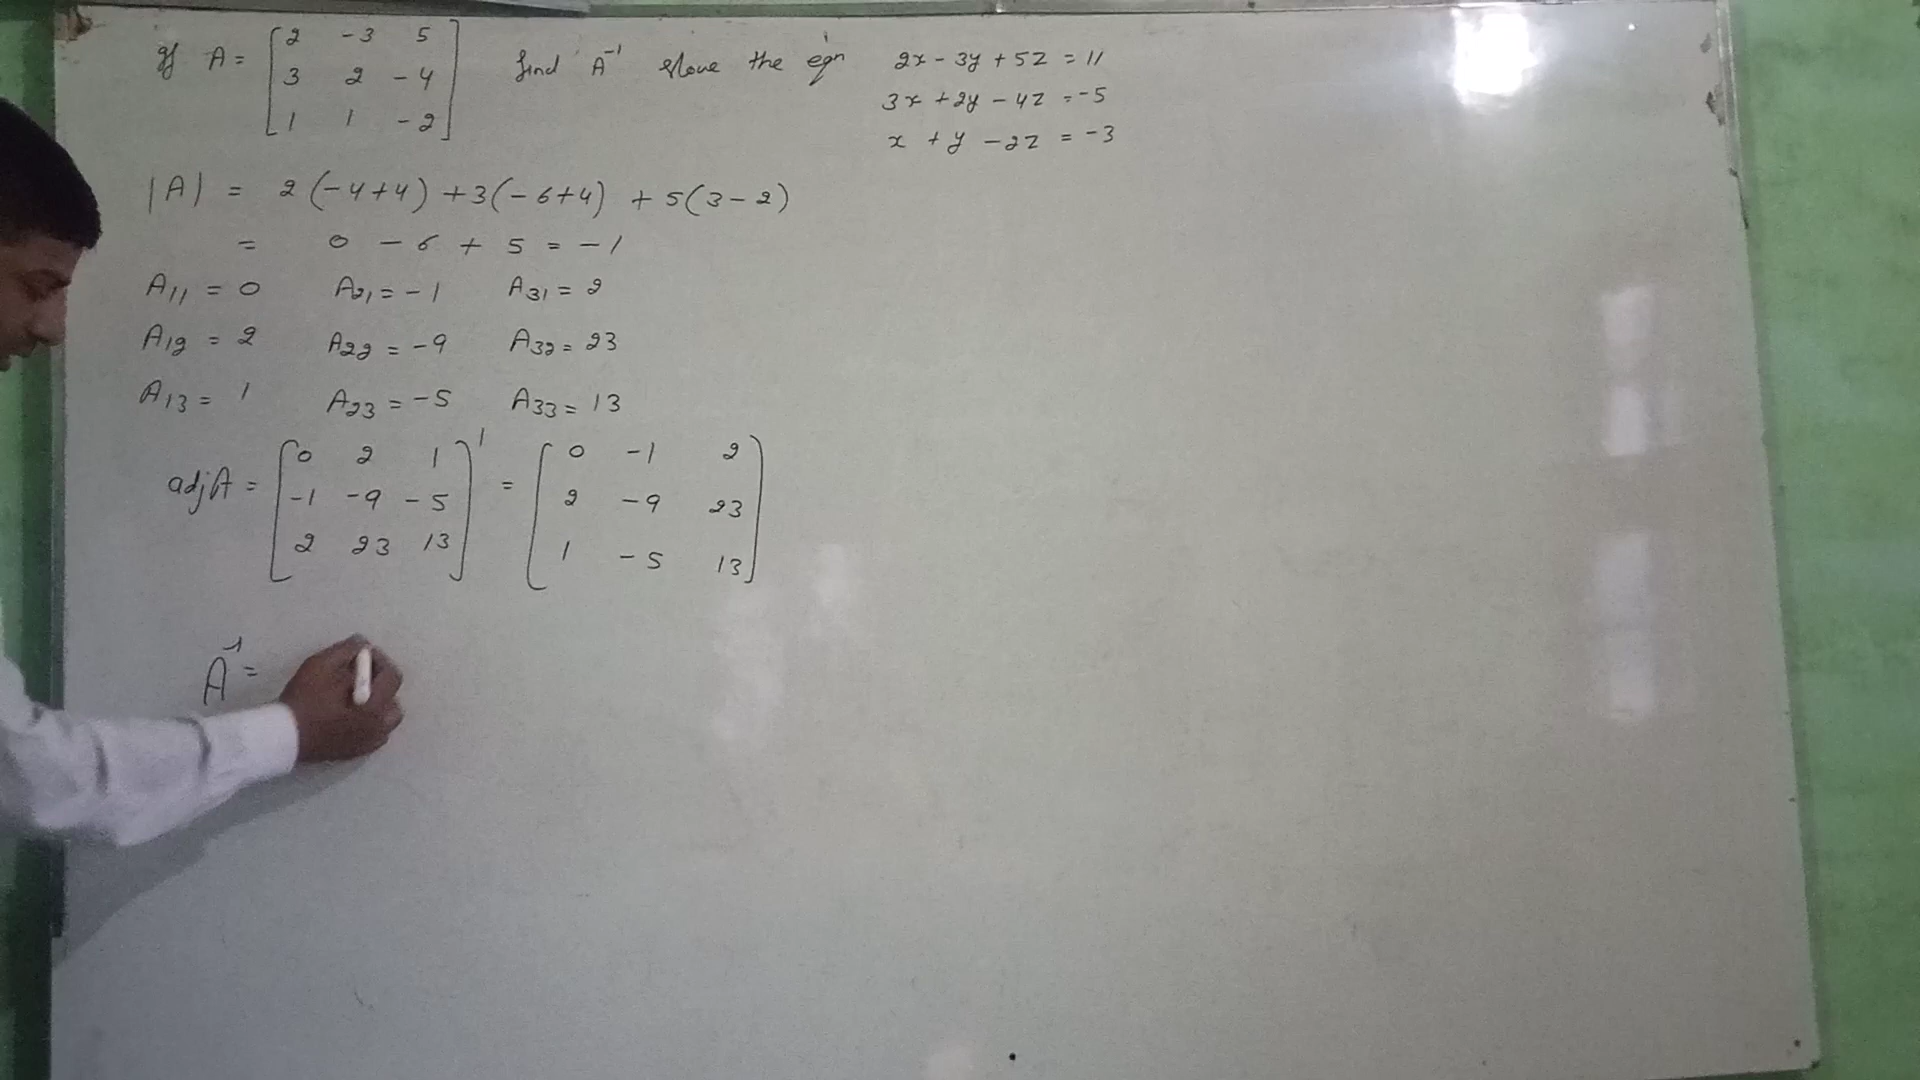 If A = [ 2 -3 5 find A⁻¹ slove the eqn 2x - 3y + 5z = 11
3 2 -4 3x + 2y - 4z = -5
1 1 -2 ] x + y - 2z = -3
|A| = 2(-4+4) +3(-6+4) + 5(3-2)
= 0 - 6 + 5 = -1
A11 = 0 A21 = -1 A31 = 2
A12 = 2 A22 = -9 A32 = 23
A13 = 1 A23 = -5 A33 = 13
adjA = [ 0 2 1 ]' = [ 0 -1 2
-1 -9 -5 2 -9 23
2 23 13 1 -5 13 ]
A⁻¹ =